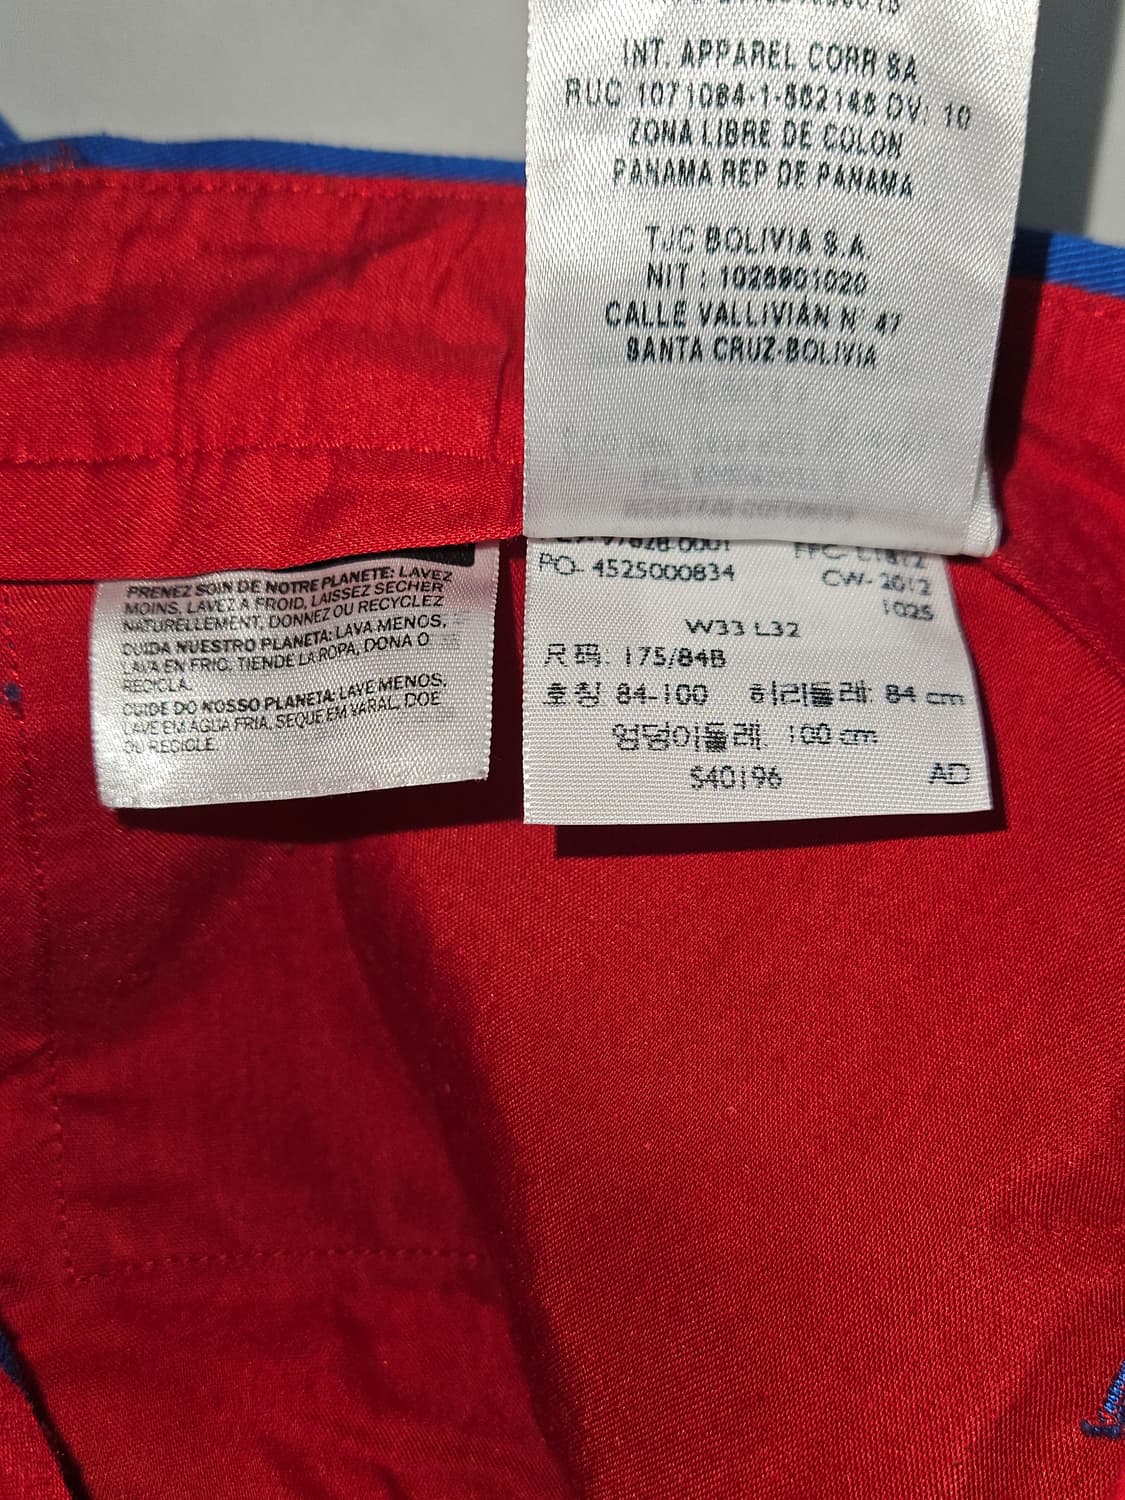 INT. APPAREL CORR SA
RUC 1071084-1-562146 DV: 10
ZONA LIBRE DE COLON
PANAMA REP DE PANAMA
TJC BOLIVIA S.A
NIT : 1028901020
CALLE VALLIVIAN N° 47
SANTA CRUZ-BOLIVIA
PO- 4525000834
CW- 2012
1025
W33 L32
尺码: 175/84B
호칭 84-100 허리둘레: 84 cm
엉덩이둘레: 100 cm
S40196 AD
PRENEZ SOIN DE NOTRE PLANETE: LAVEZ
MOINS, LAVEZ A FROID, LAISSEZ SECHER
NATURELLEMENT, DONNEZ OU RECYCLEZ
CUIDA NUESTRO PLANETA: LAVA MENOS,
LAVA EN FRIO, TIENDE LA ROPA, DONA O
RECICLA.
CUIDE DO NOSSO PLANETA: LAVE MENOS,
LAVE EM AGUA FRIA, SEQUE EM VARAL, DOE
OU RECICLE